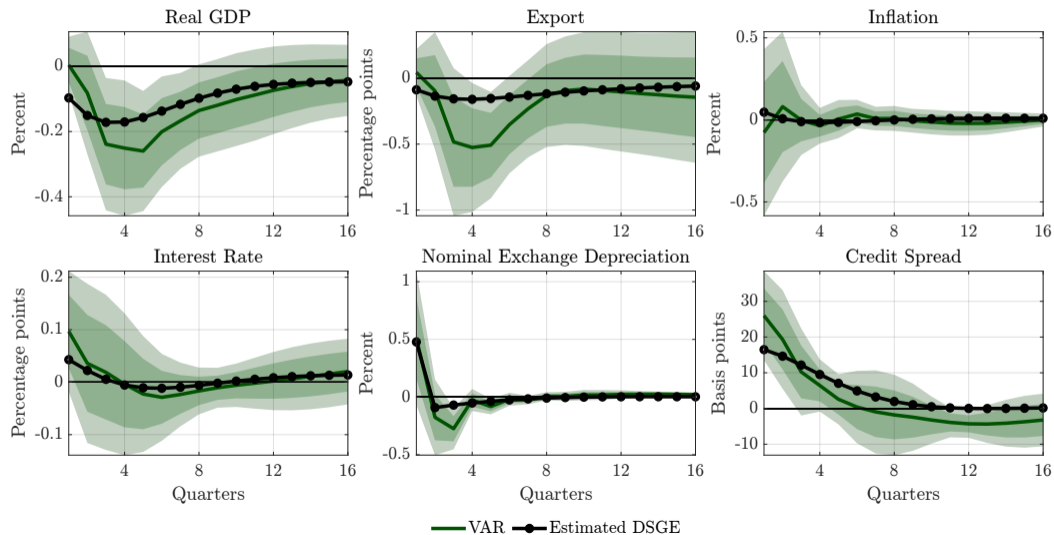 Real GDP
Percent
0
-0.2
-0.4
4 8 12 16
Export
Percentage points
0
-0.5
-1
4 8 12 16
Inflation
Percent
0.5
0
-0.5
4 8 12 16
Interest Rate
Percentage points
0.2
0.1
0
-0.1
4 8 12 16
Quarters
Nominal Exchange Depreciation
Percent
1
0.5
0
-0.5
4 8 12 16
Quarters
Credit Spread
Basis points
30
20
10
0
-10
4 8 12 16
Quarters
VAR Estimated DSGE